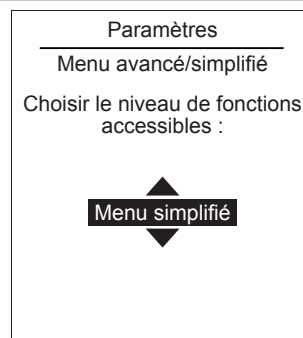 Paramètres
Menu avancé/simplifié
Choisir le niveau de fonctions
accessibles :
Menu simplifié